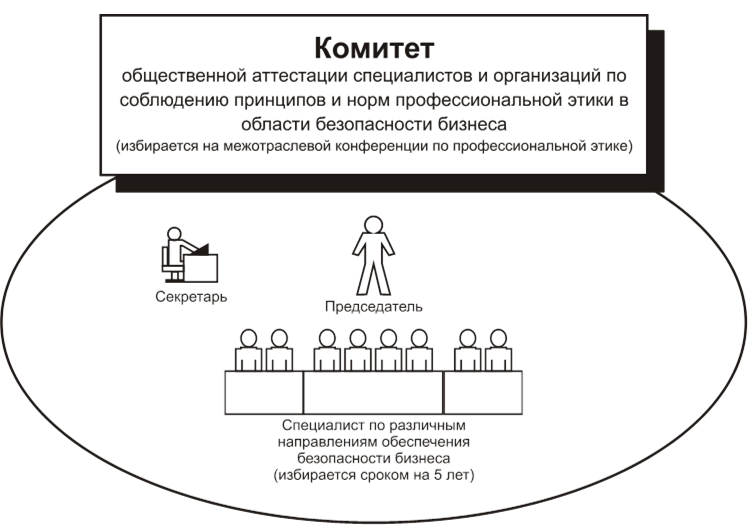 Комитет
общественной аттестации специалистов и организаций по
соблюдению принципов и норм профессиональной этики в
области безопасности бизнеса
(избирается на межотраслевой конференции по профессиональной этике)
Секретарь
Председатель
Специалист по различным
направлениям обеспечения
безопасности бизнеса
(избирается сроком на 5 лет)